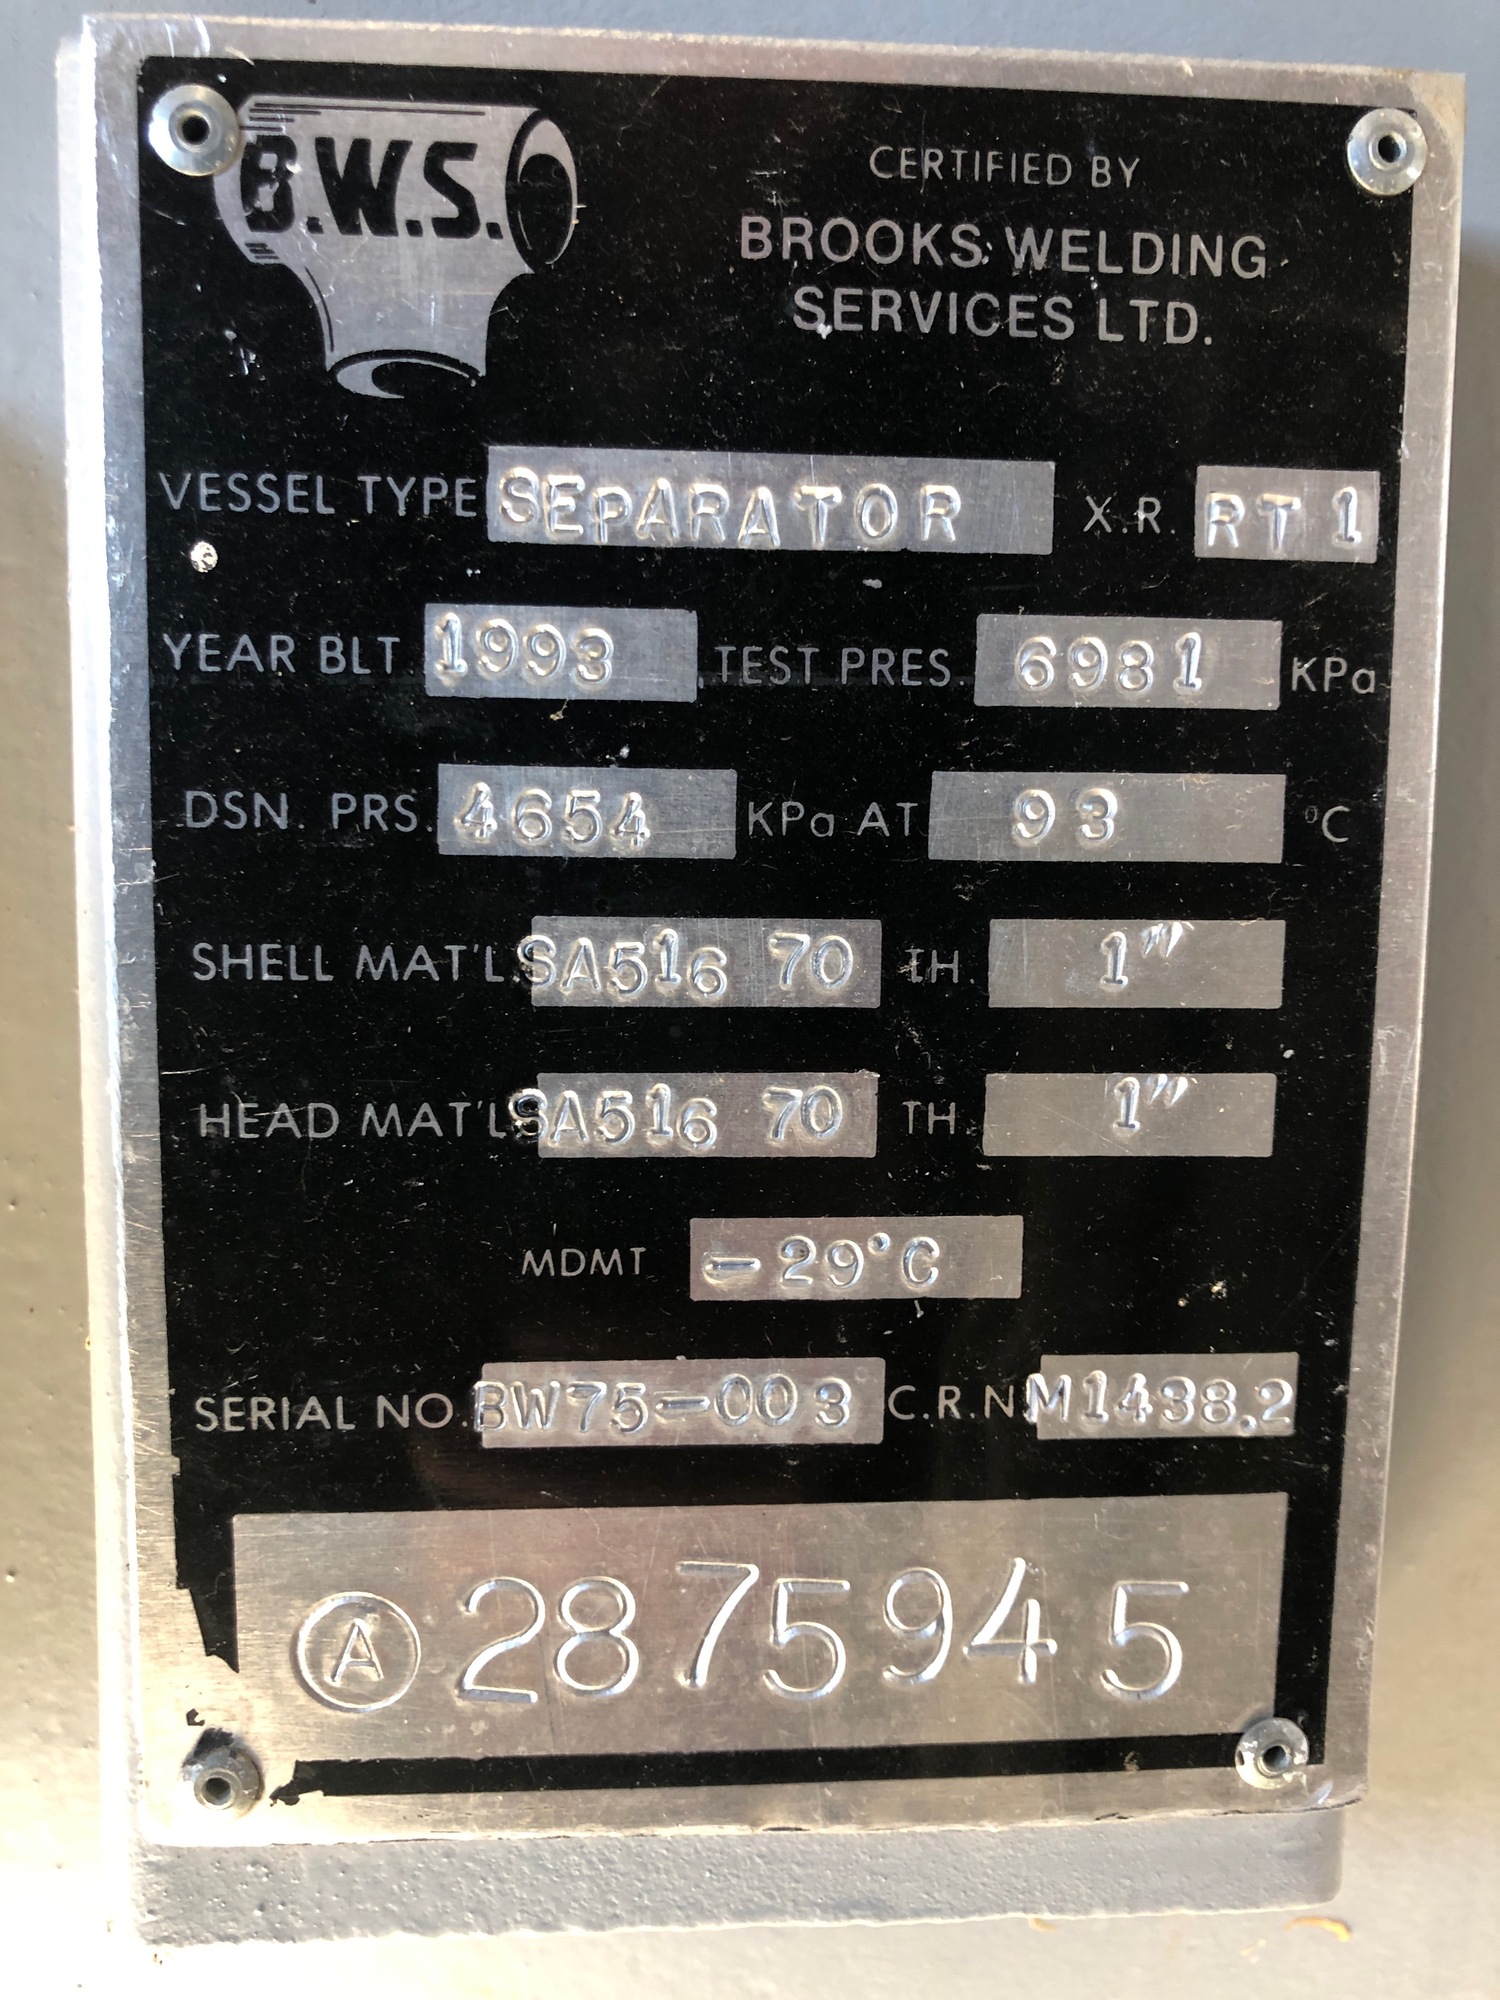 B.W.S.
CERTIFIED BY
BROOKS WELDING
SERVICES LTD.
VESSEL TYPE SEPARATOR X.R. RT 1
YEAR BLT. 1993 TEST PRES. 6981 KPa
DSN. PRS. 4654 KPa AT 93 °C
SHELL MAT'L. SA516 70 TH. 1"
HEAD MAT'L SA516 70 TH. 1"
MDMT -29°C
SERIAL NO. BW75-003 C.R.N. M1438.2
Ⓐ 2875945